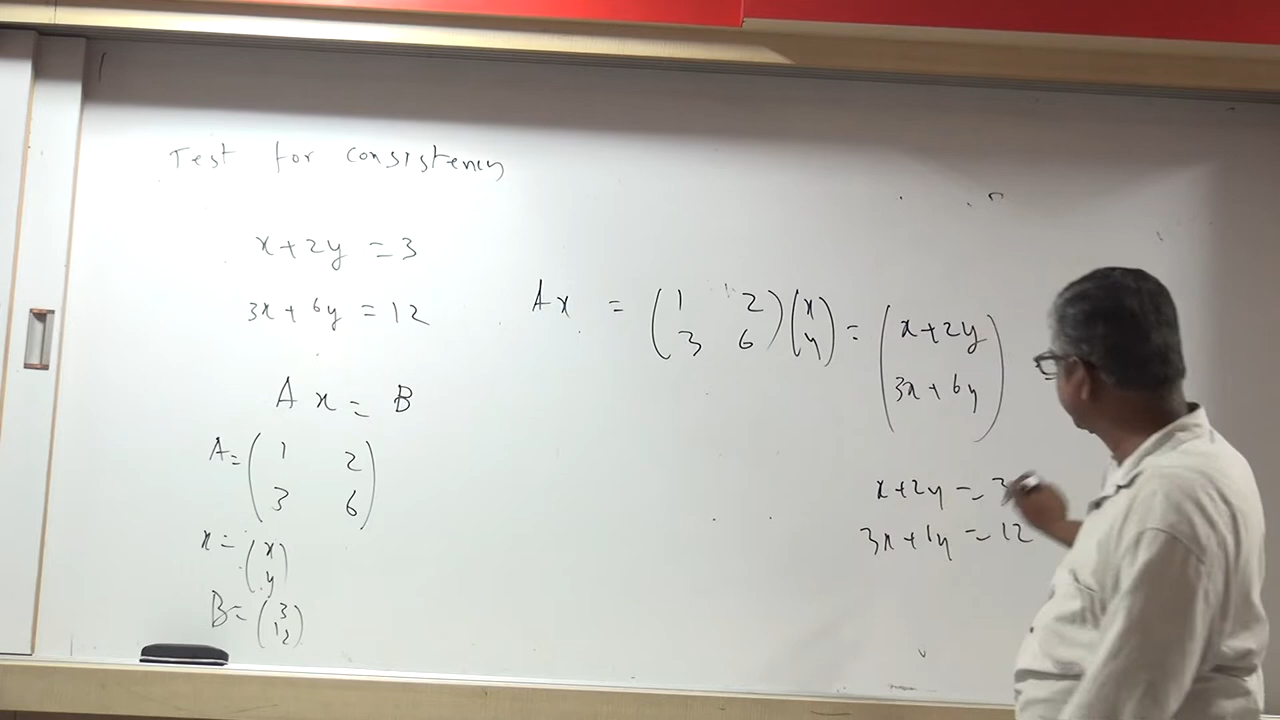 Test for consistency
x+2y = 3
3x+6y = 12
Ax = B
A= ( 1 2
3 6 )
x= ( x
y )
B= ( 3
12 )
Ax = ( 1 2
3 6 ) ( x
y ) = ( x+2y
3x+6y )
x+2y = 3
3x+6y = 12